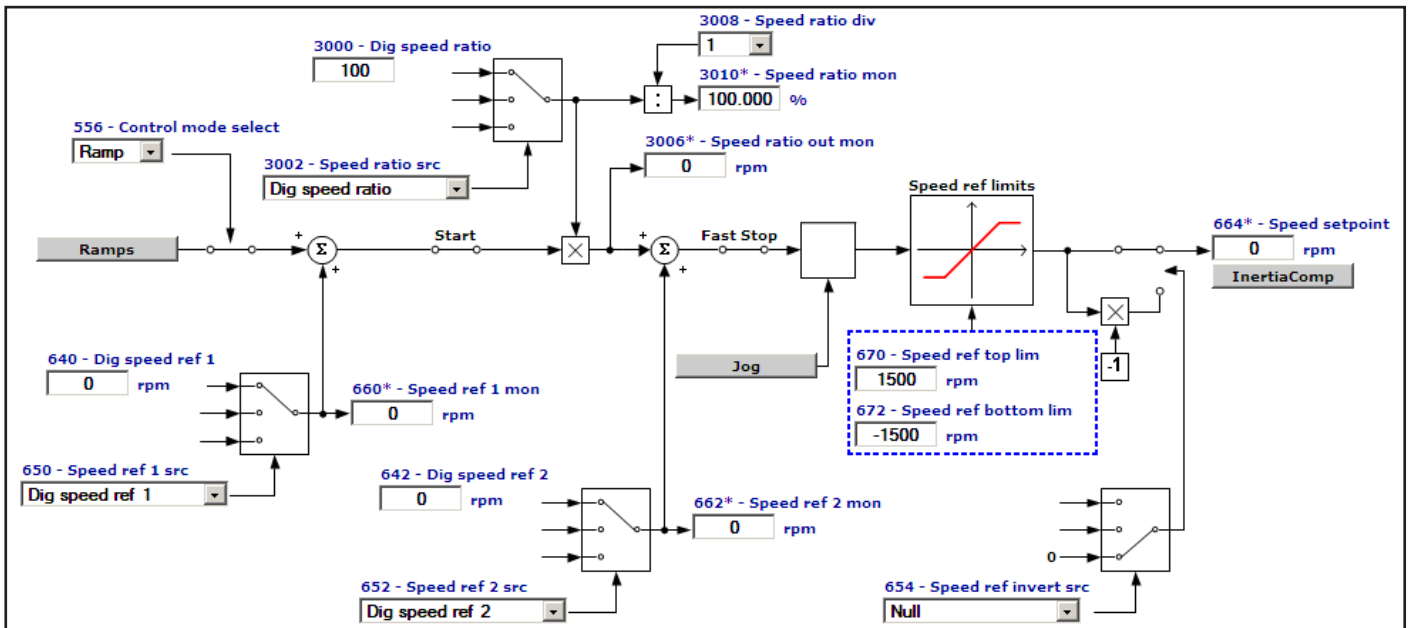 3008 - Speed ratio div
1
3000 - Dig speed ratio
100
3010* - Speed ratio mon
:
100.000 %
556 - Control mode select
Ramp
3006* - Speed ratio out mon
0 rpm
3002 - Speed ratio src
Dig speed ratio
Speed ref limits
664* - Speed setpoint
0 rpm
InertiaComp
Ramps
+
Σ
+
Start
×
+
Σ
+
Fast Stop
×
-1
640 - Dig speed ref 1
0 rpm
660* - Speed ref 1 mon
0 rpm
Jog
670 - Speed ref top lim
1500 rpm
672 - Speed ref bottom lim
-1500 rpm
650 - Speed ref 1 src
Dig speed ref 1
642 - Dig speed ref 2
0 rpm
662* - Speed ref 2 mon
0 rpm
0
652 - Speed ref 2 src
Dig speed ref 2
654 - Speed ref invert src
Null